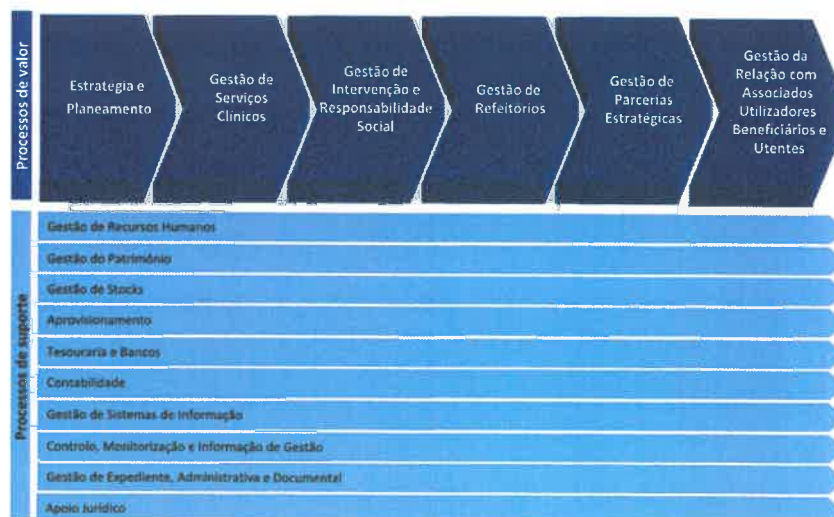 Processos de valor
Estrategia e
Planeamento
Gestão de
Serviços
Clínicos
Gestão de
Intervenção e
Responsabilidade
Social
Gestão de
Refeitórios
Gestão de
Parcerias
Estratégicas
Gestão da
Relação com
Associados
Utilizadores
Beneficiários e
Utentes
Processos de suporte
Gestão de Recursos Humanos
Gestão do Património
Gestão de Stocks
Aprovisionamento
Tesouraria e Bancos
Contabilidade
Gestão de Sistemas de Informação
Controlo, Monitorização e Informação de Gestão
Gestão de Expediente, Administrativa e Documental
Apoio Jurídico